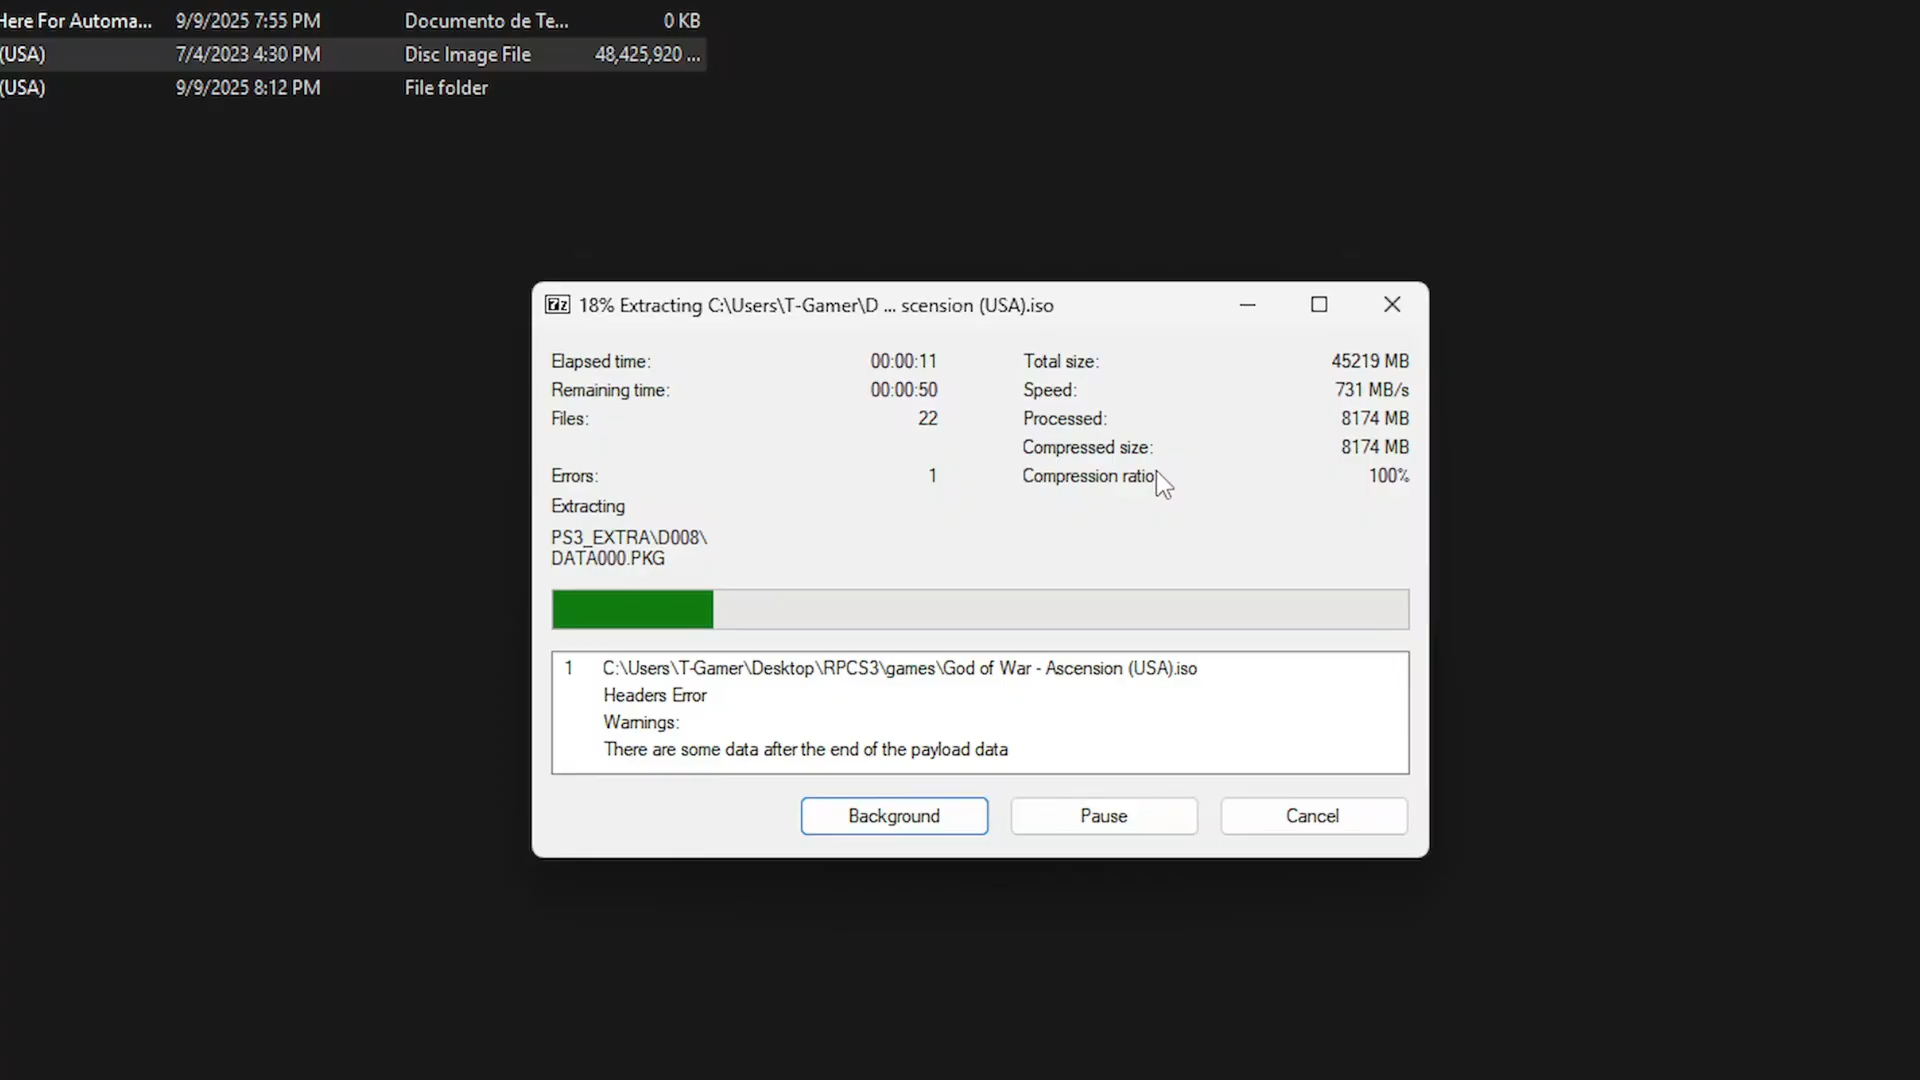 Here For Automa... 9/9/2025 7:55 PM Documento de Te... 0 KB
(USA) 7/4/2023 4:30 PM Disc Image File 48,425,920 ...
(USA) 9/9/2025 8:12 PM File folder
7z 18% Extracting C:\Users\T-Gamer\D ... scension (USA).iso
Elapsed time: 00:00:11 Total size: 45219 MB
Remaining time: 00:00:50 Speed: 731 MB/s
Files: 22 Processed: 8174 MB
Compressed size: 8174 MB
Errors: 1 Compression ratio 100%
Extracting
PS3_EXTRA\D008\
DATA000.PKG
1 C:\Users\T-Gamer\Desktop\RPCS3\games\God of War - Ascension (USA).iso
Headers Error
Warnings:
There are some data after the end of the payload data
Background Pause Cancel